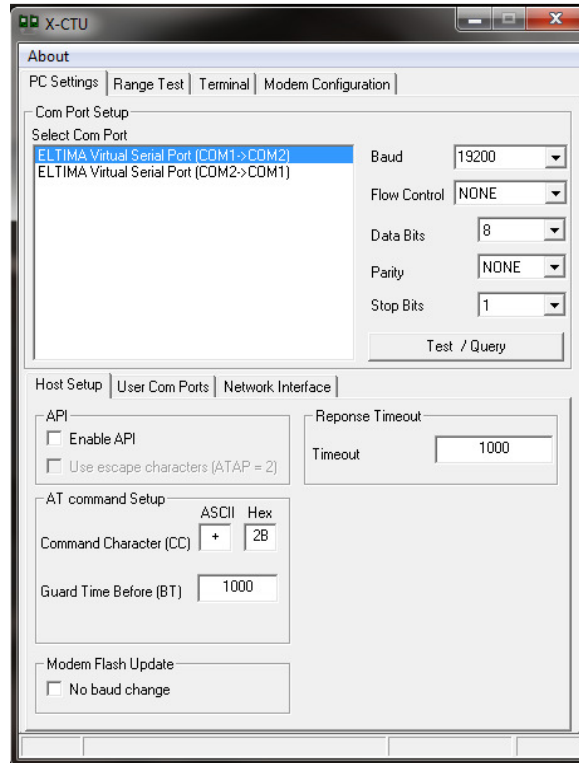 X-CTU
About
PC Settings Range Test Terminal Modem Configuration
Com Port Setup
Select Com Port
ELTIMA Virtual Serial Port (COM1->COM2)
ELTIMA Virtual Serial Port (COM2->COM1)
Baud 19200
Flow Control NONE
Data Bits 8
Parity NONE
Stop Bits 1
Test / Query
Host Setup User Com Ports Network Interface
API
Enable API
Use escape characters (ATAP = 2)
Reponse Timeout
Timeout 1000
AT command Setup
ASCII Hex
Command Character (CC) + 2B
Guard Time Before (BT) 1000
Modem Flash Update
No baud change